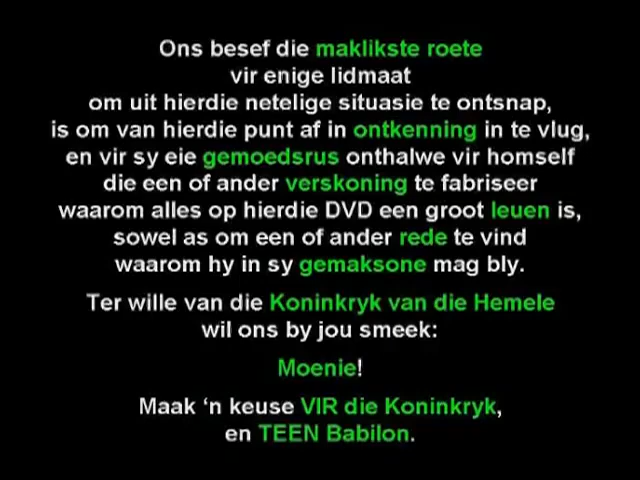 Ons besef die maklikste roete
vir enige lidmaat
om uit hierdie netelige situasie te ontsnap,
is om van hierdie punt af in ontkenning in te vlug,
en vir sy eie gemoedsrus onthalwe vir homself
die een of ander verskoning te fabriseer
waarom alles op hierdie DVD een groot leuen is,
sowel as om een of ander rede te vind
waarom hy in sy gemaksone mag bly.
Ter wille van die Koninkryk van die Hemele
wil ons by jou smeek:
Moenie!
Maak ‘n keuse VIR die Koninkryk,
en TEEN Babilon.